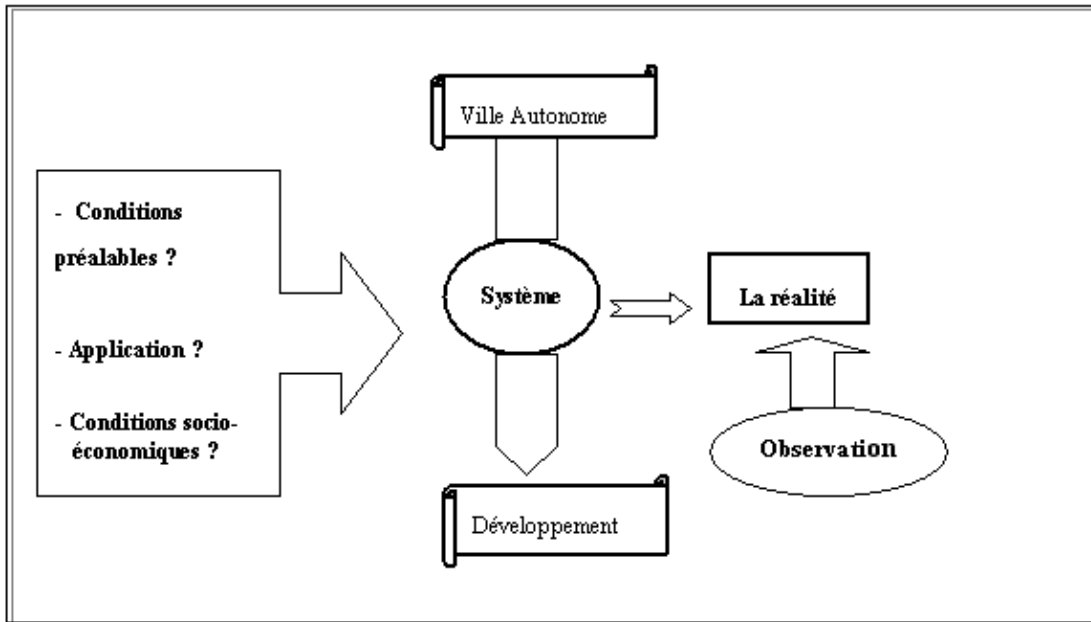 Ville Autonome
- Conditions
préalables ?
- Application ?
- Conditions socio-
économiques ?
Système
La réalité
Observation
Développement